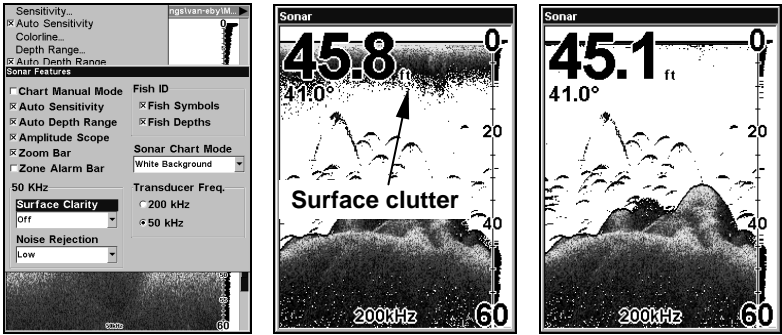 Sensitivity...
ngs\van-eby\M...
Auto Sensitivity
0
Colorline...
Depth Range...
Auto Depth Range
Sonar Features
Chart Manual Mode
Auto Sensitivity
Auto Depth Range
Amplitude Scope
Zoom Bar
Zone Alarm Bar
Fish ID
Fish Symbols
Fish Depths
Sonar Chart Mode
White Background
50 KHz
Surface Clarity
Off
Noise Rejection
Low
Transducer Freq.
200 kHz
50 kHz
60
Sonar
45.8 ft
41.0°
0
20
40
60
Surface clutter
200kHz
Sonar
45.1 ft
41.0°
0
20
40
60
200kHz